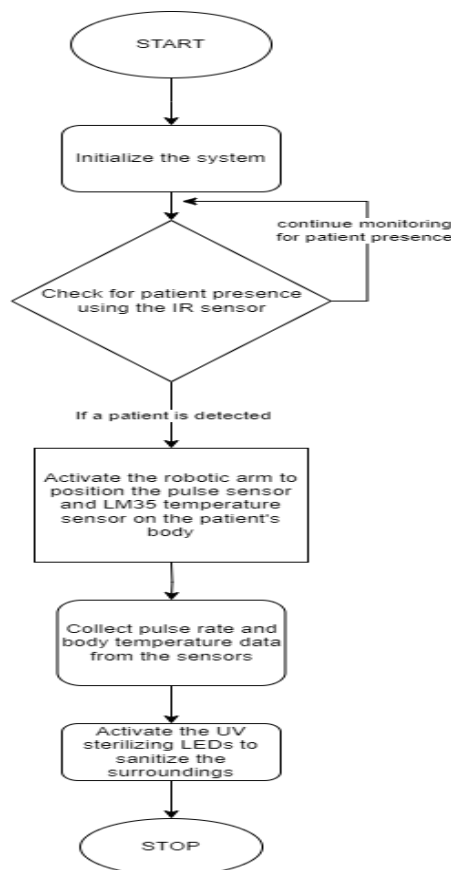 START
Initialize the system
continue monitoring
for patient presence
Check for patient presence
using the IR sensor
If a patient is detected
Activate the robotic arm to
position the pulse sensor
and LM35 temperature
sensor on the patient's
body
Collect pulse rate and
body temperature data
from the sensors
Activate the UV
sterilizing LEDs to
sanitize the
surroundings
STOP